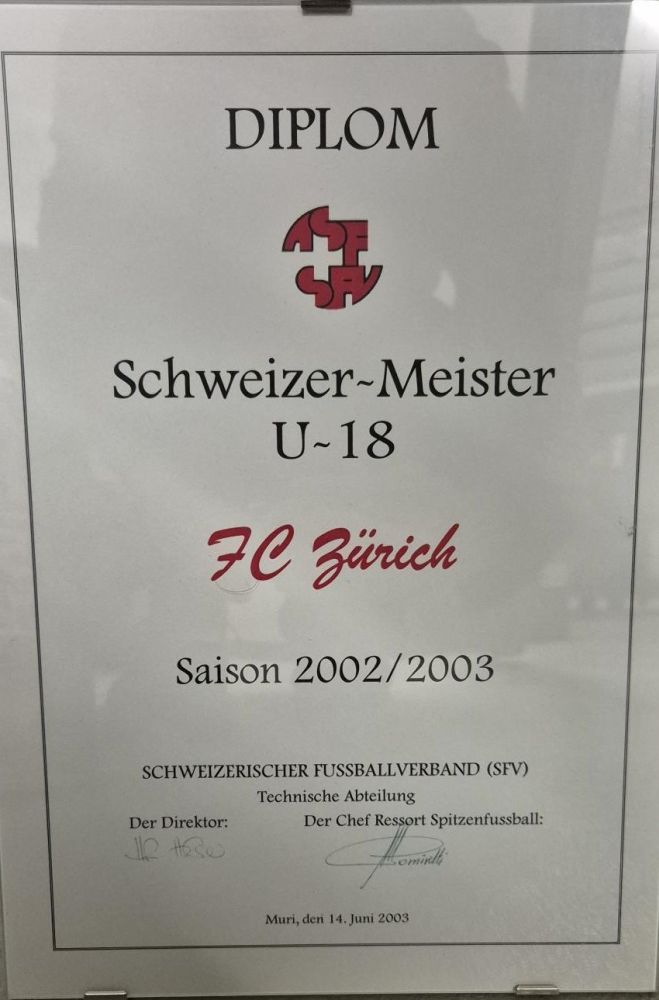 DIPLOM
ASF
SFV
Schweizer~Meister
U~18
FC Zürich
Saison 2002/2003
SCHWEIZERISCHER FUSSBALLVERBAND (SFV)
Technische Abteilung
Der Direktor: Der Chef Ressort Spitzenfussball:
Muri, den 14. Juni 2003